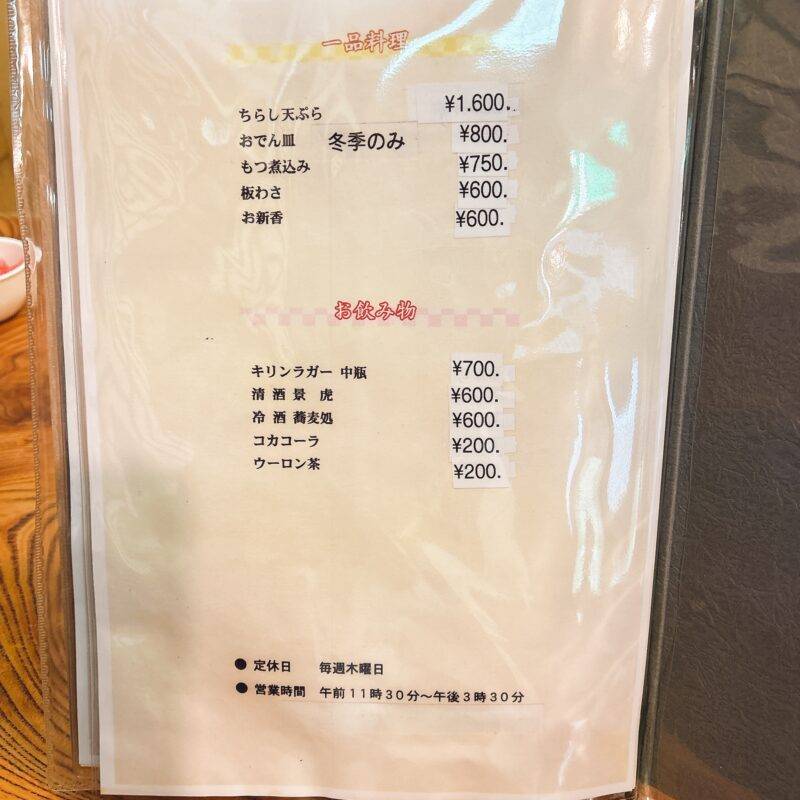 一品料理
ちらし天ぷら ¥1.600.
おでん皿 冬季のみ ¥800.
もつ煮込み ¥750.
板わさ ¥600.
お新香 ¥600.
お飲み物
キリンラガー 中瓶 ¥700.
清 酒 景 虎 ¥600.
冷 酒 蕎麦処 ¥600.
コカコーラ ¥200.
ウーロン茶 ¥200.
● 定休日 毎週木曜日
● 営業時間 午前11時30分～午後3時30分